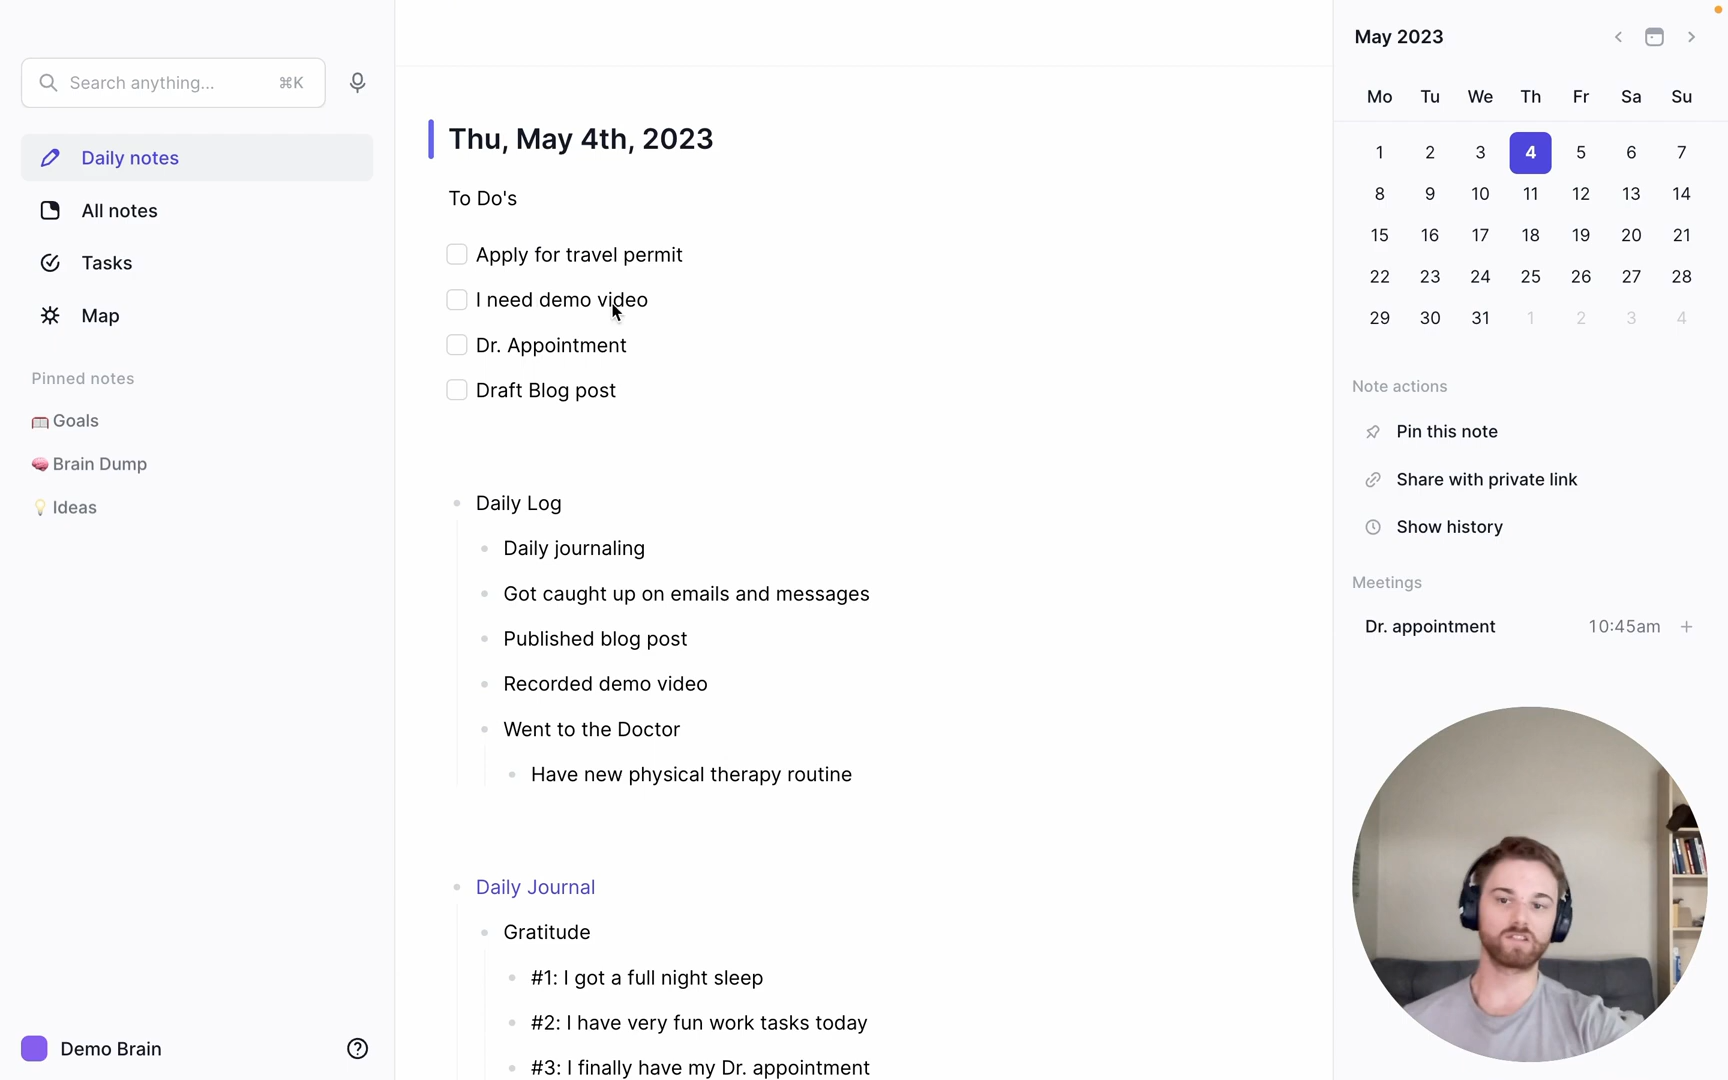 Search anything... ⌘K
Daily notes
All notes
Tasks
Map
Pinned notes
Goals
Brain Dump
Ideas
Demo Brain
Thu, May 4th, 2023
To Do's
Apply for travel permit
I need demo video
Dr. Appointment
Draft Blog post
Daily Log
Daily journaling
Got caught up on emails and messages
Published blog post
Recorded demo video
Went to the Doctor
Have new physical therapy routine
Daily Journal
Gratitude
#1: I got a full night sleep
#2: I have very fun work tasks today
#3: I finally have my Dr. appointment
May 2023
Mo Tu We Th Fr Sa Su
1 2 3 4 5 6 7
8 9 10 11 12 13 14
15 16 17 18 19 20 21
22 23 24 25 26 27 28
29 30 31 1 2 3 4
Note actions
Pin this note
Share with private link
Show history
Meetings
Dr. appointment 10:45am +